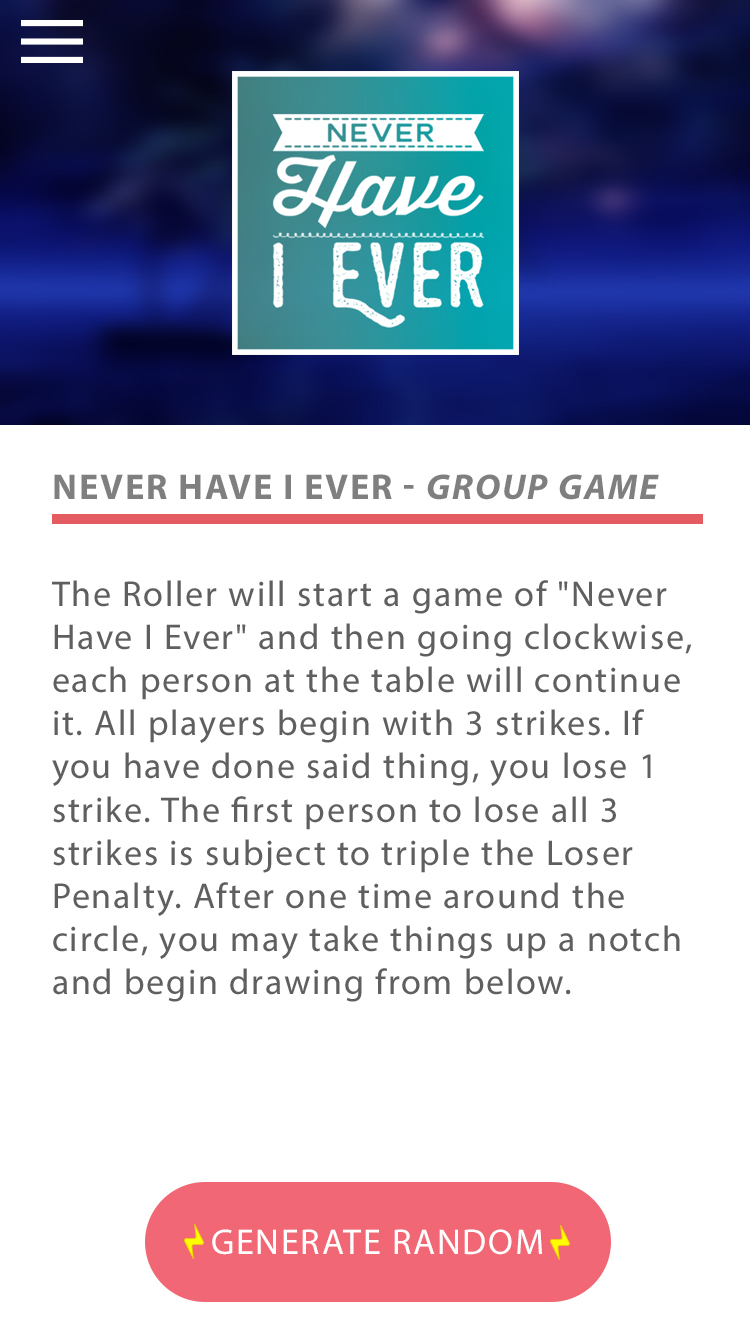 NEVER
Have
I EVER
NEVER HAVE I EVER - GROUP GAME
The Roller will start a game of "Never
Have I Ever" and then going clockwise,
each person at the table will continue
it. All players begin with 3 strikes. If
you have done said thing, you lose 1
strike. The first person to lose all 3
strikes is subject to triple the Loser
Penalty. After one time around the
circle, you may take things up a notch
and begin drawing from below.
⚡GENERATE RANDOM⚡